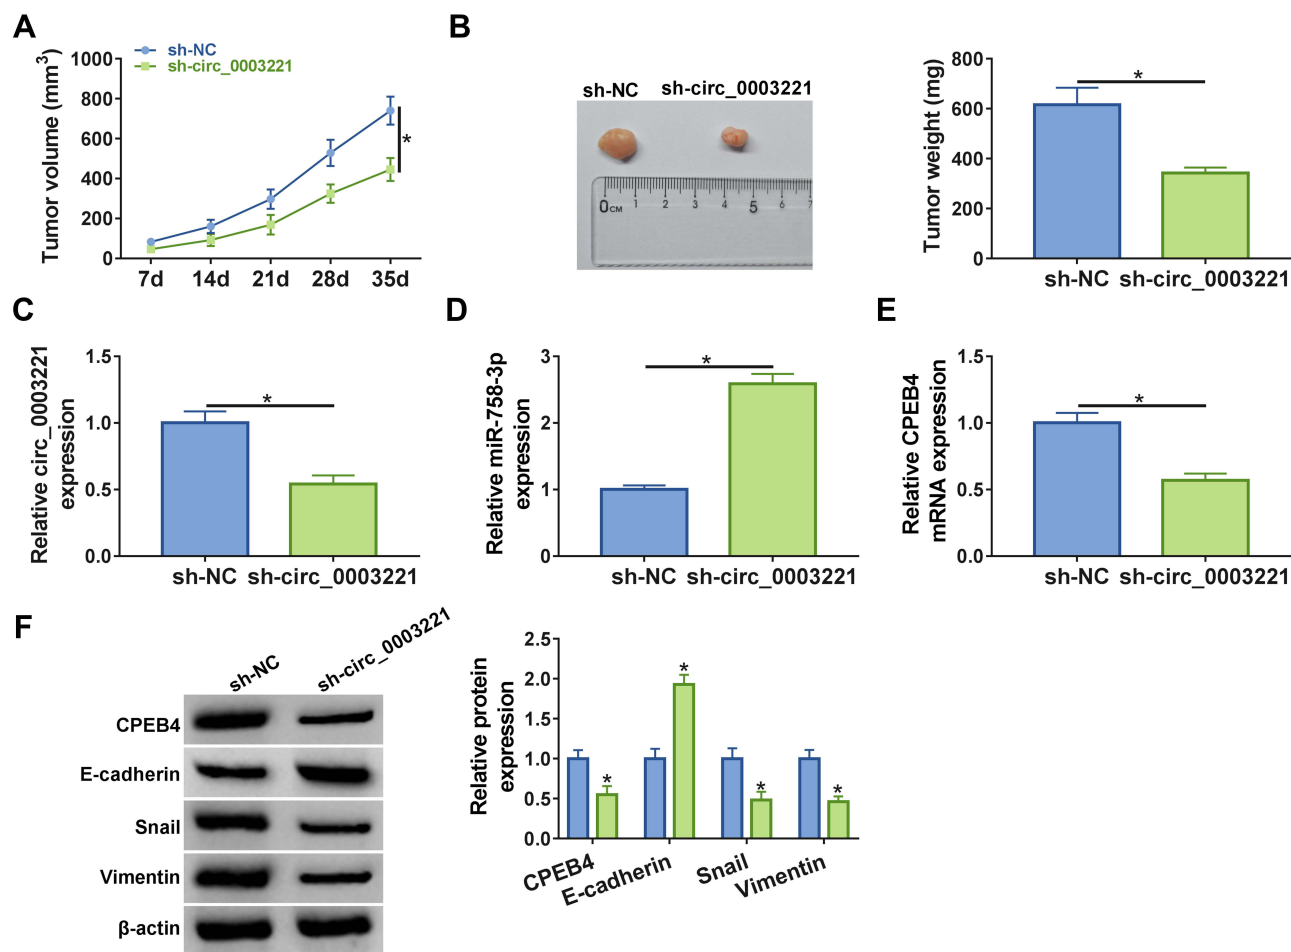 A
sh-NC
sh-circ_0003221
Tumor volume (mm³)
1000
800
600
400
200
0
7d 14d 21d 28d 35d
*
B
sh-NC sh-circ_0003221
0 CM 1 2 3 4 5 6 7
Tumor weight (mg)
800
600
400
200
0
*
sh-NC sh-circ_0003221
C
Relative circ_0003221
expression
1.5
1.0
0.5
0.0
*
sh-NC sh-circ_0003221
D
Relative miR-758-3p
expression
3
2
1
0
*
sh-NC sh-circ_0003221
E
Relative CPEB4
mRNA expression
1.5
1.0
0.5
0.0
*
sh-NC sh-circ_0003221
F
sh-NC sh-circ_0003221
CPEB4
E-cadherin
Snail
Vimentin
β-actin
Relative protein
expression
2.5
2.0
1.5
1.0
0.5
0.0
* * * *
CPEB4 E-cadherin Snail Vimentin